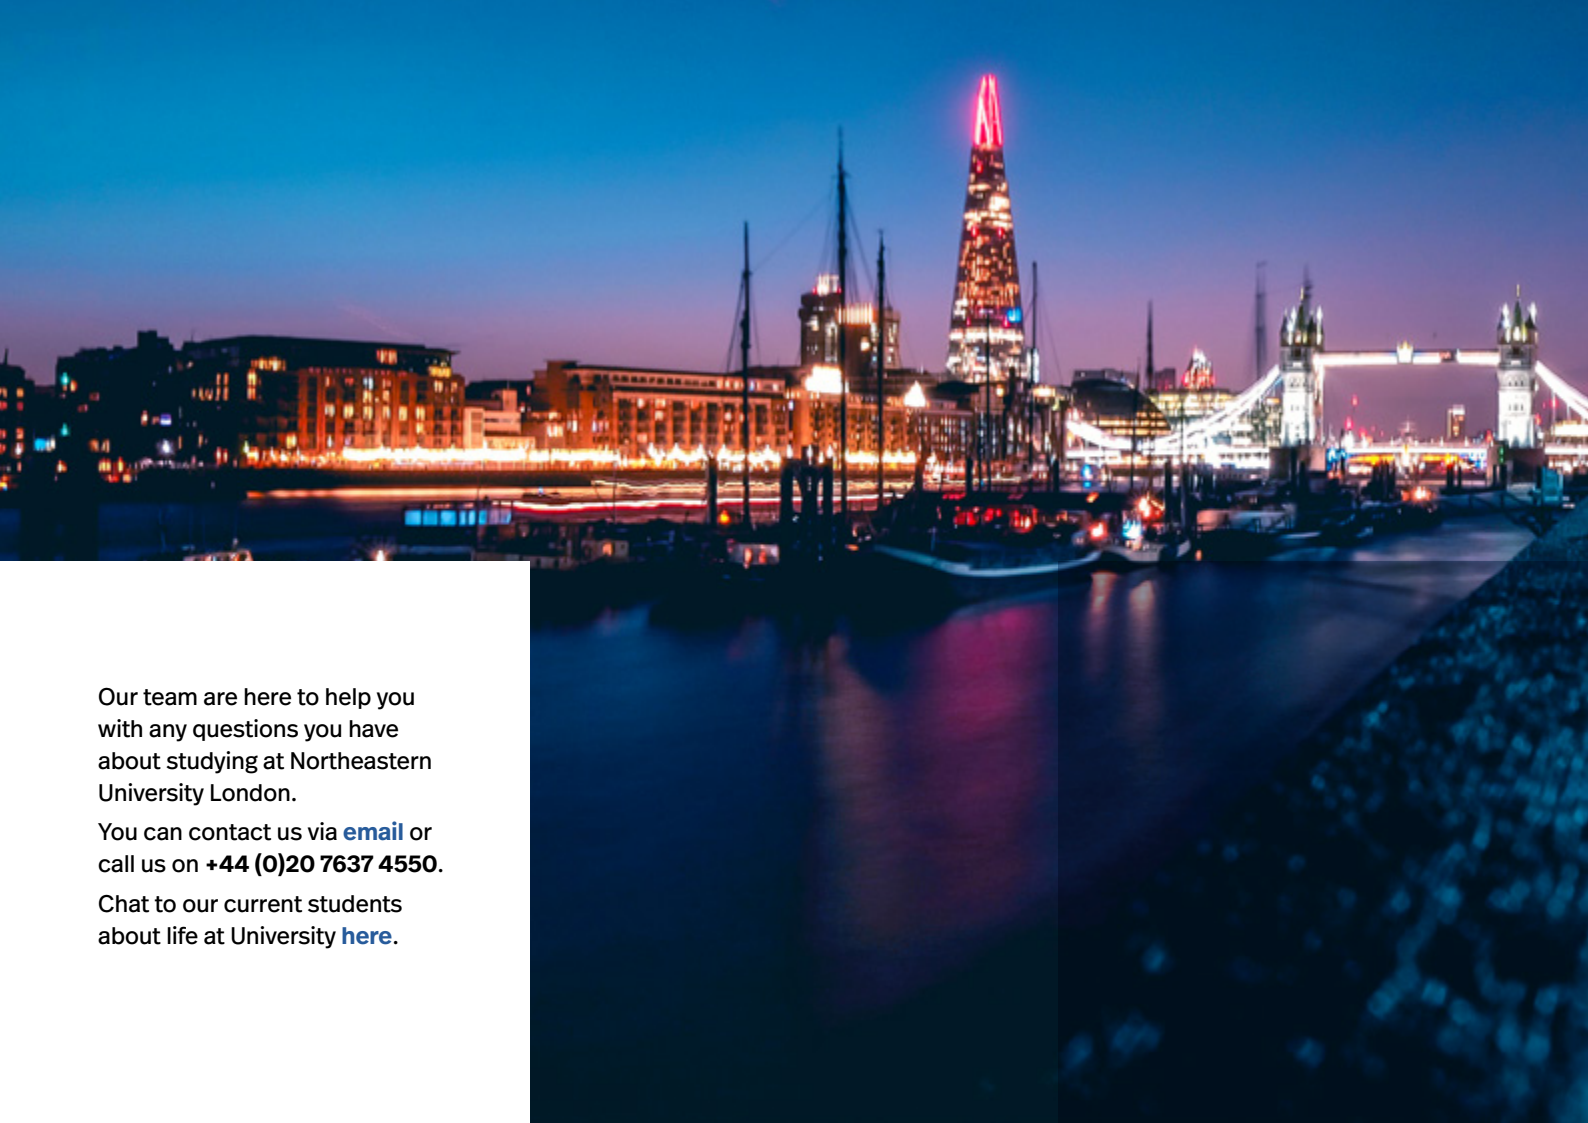 Our team are here to help you
with any questions you have
about studying at Northeastern
University London.
You can contact us via email or
call us on +44 (0)20 7637 4550.
Chat to our current students
about life at University here.